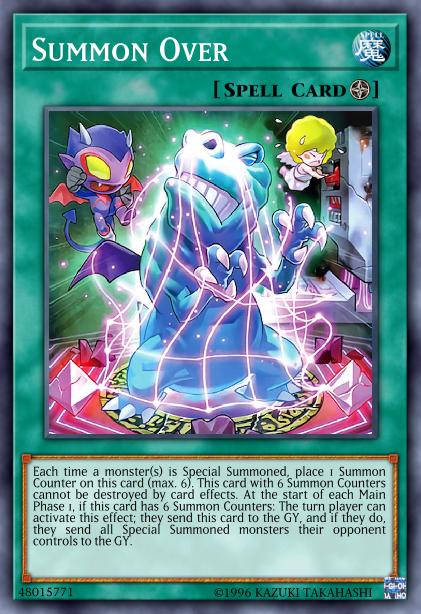 SUMMON OVER
SPELL
魔
[SPELL CARD]
Each time a monster(s) is Special Summoned, place 1 Summon
Counter on this card (max. 6). This card with 6 Summon Counters
cannot be destroyed by card effects. At the start of each Main
Phase 1, if this card has 6 Summon Counters: The turn player can
activate this effect; they send this card to the GY, and if they do,
they send all Special Summoned monsters their opponent
controls to the GY.
48015771
©1996 KAZUKI TAKAHASHI